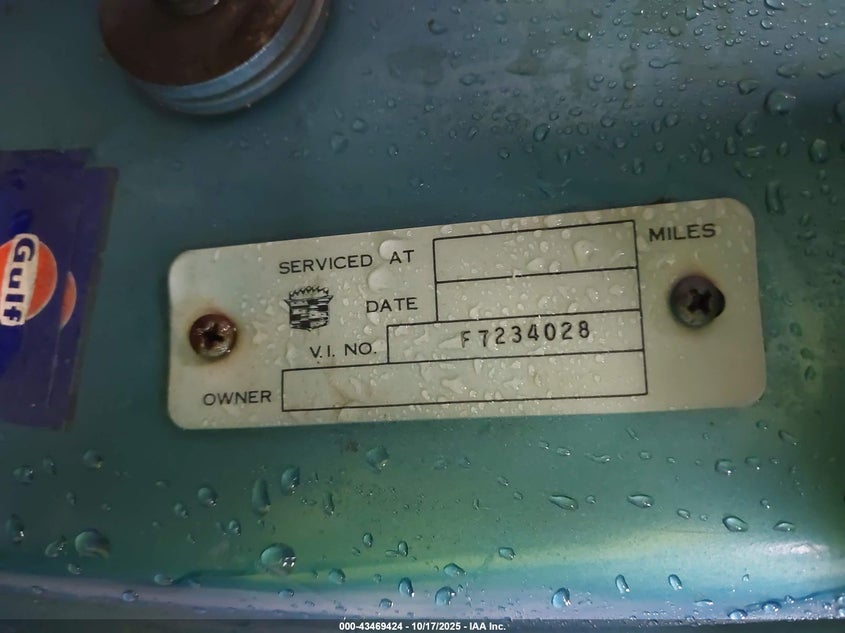 Gulf
SERVICED AT
MILES
DATE
V.I. NO. F7234028
OWNER
000-43469424 - 10/17/2025 - IAA Inc.